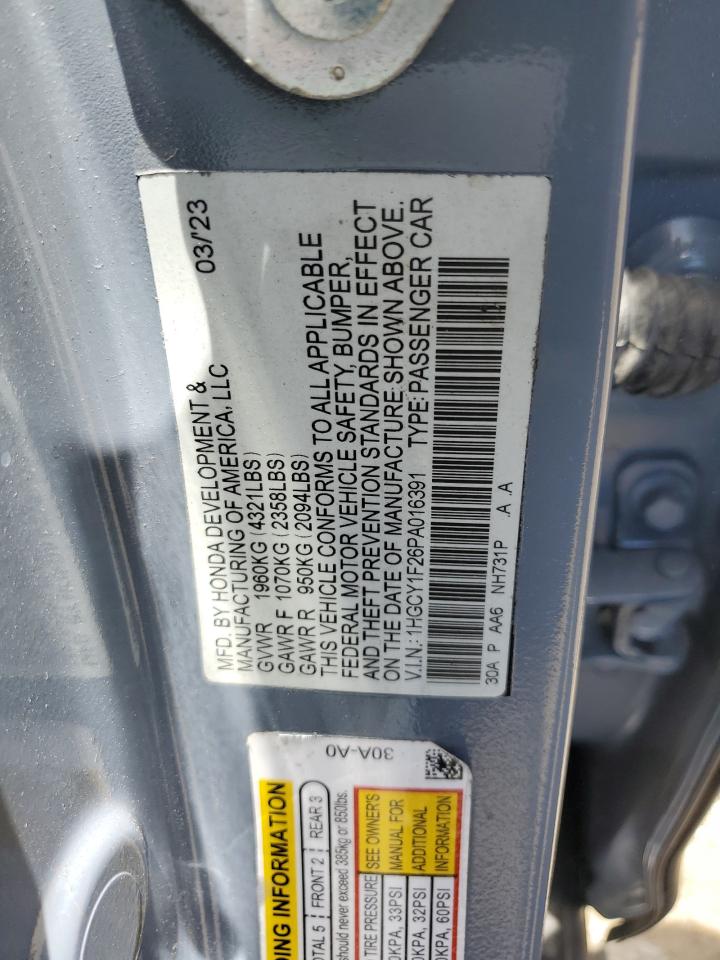 MFD. BY HONDA DEVELOPMENT & 03/'23
MANUFACTURING OF AMERICA, LLC
GVWR 1960KG (4321LBS)
GAWR F 1070KG (2358LBS)
GAWR R 950KG (2094LBS)
THIS VEHICLE CONFORMS TO ALL APPLICABLE
FEDERAL MOTOR VEHICLE SAFETY, BUMPER,
AND THEFT PREVENTION STANDARDS IN EFFECT
ON THE DATE OF MANUFACTURE SHOWN ABOVE.
V.I.N.: 1HGCY1F26PA016391 TYPE: PASSENGER CAR
30A P AA6 NH731P .A .A
30A-A0
DING INFORMATION
OTAL 5 FRONT 2 REAR 3
should never exceed 385kg or 850lbs.
TIRE PRESSURE SEE OWNER'S
0KPA, 33PSI MANUAL FOR
0KPA, 32PSI ADDITIONAL
0KPA, 60PSI INFORMATION